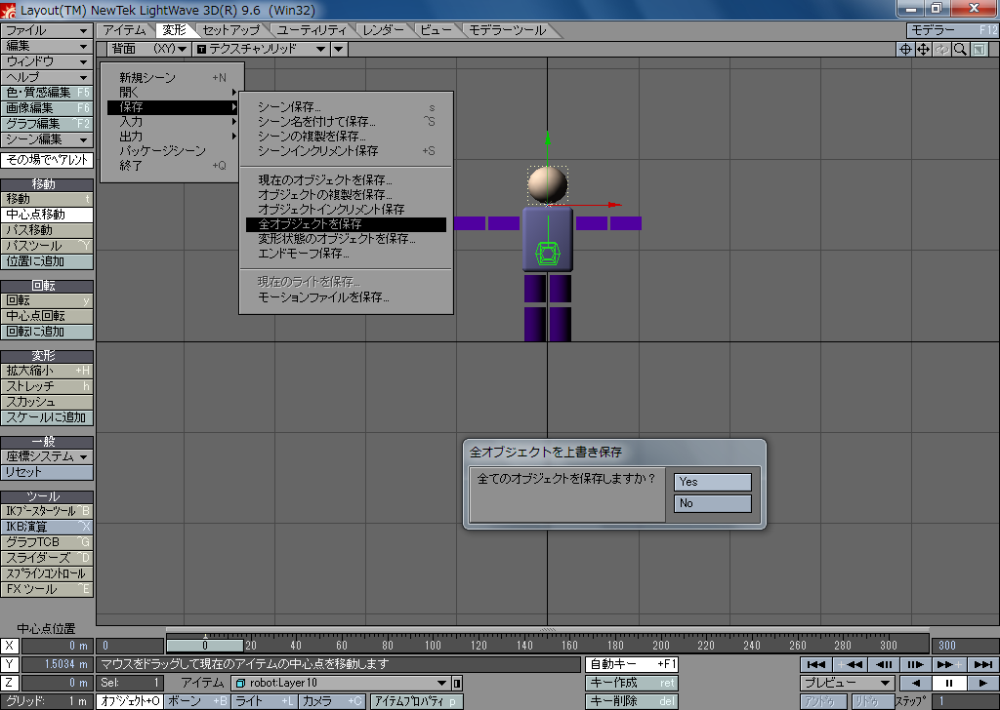 Layout(TM) NewTek LightWave 3D(R) 9.6 (Win32)
ファイル
編集
ウィンドウ
ヘルプ
色・質感編集 F5
画像編集 F6
グラフ編集 ^F2
シーン編集
その場でペアレント
アイテム 変形 セットアップ ユーティリティ レンダー ビュー モデラーツール
モデラー F12
背面 (XY) テクスチャソリッド
新規シーン +N
開く
保存
入力
出力
パッケージシーン
終了 +Q
シーン保存... s
シーン名を付けて保存... ^S
シーンの複製を保存...
シーンインクリメント保存 +S
現在のオブジェクトを保存...
オブジェクトの複製を保存...
オブジェクトインクリメント保存
全オブジェクトを保存
変形状態のオブジェクトを保存...
エンドモーフ保存...
現在のライトを保存...
モーションファイルを保存...
移動
移動 t
中心点移動
パス移動
パスツール ^Y
位置に追加
回転
回転 y
中心点回転
回転に追加
変形
拡大縮小 +H
ストレッチ h
スカッシュ
スケールに追加
一般
座標システム
リセット
ツール
IKブースターツール ^B
IKB演算 ^X
グラフTCB ^G
スライダーズ ^D
スプラインコントロール
FX ツール ^E
全オブジェクトを上書き保存
全てのオブジェクトを保存しますか？
Yes
No
中心点位置
X 0 m
Y 1.5034 m
Z 0 m
グリッド: 1 m
0 0 20 40 60 80 100 120 140 160 180 200 220 240 260 280 300 300
マウスをドラッグして現在のアイテムの中心点を移動します
Sel: 1 アイテム robot:Layer10
オブジェクト+O ボーン +B ライト +L カメラ +C アイテムプロパティ p
自動キー +F1
キー作成 ret
キー削除 del
プレビュー
アンドゥ リドゥ ステップ